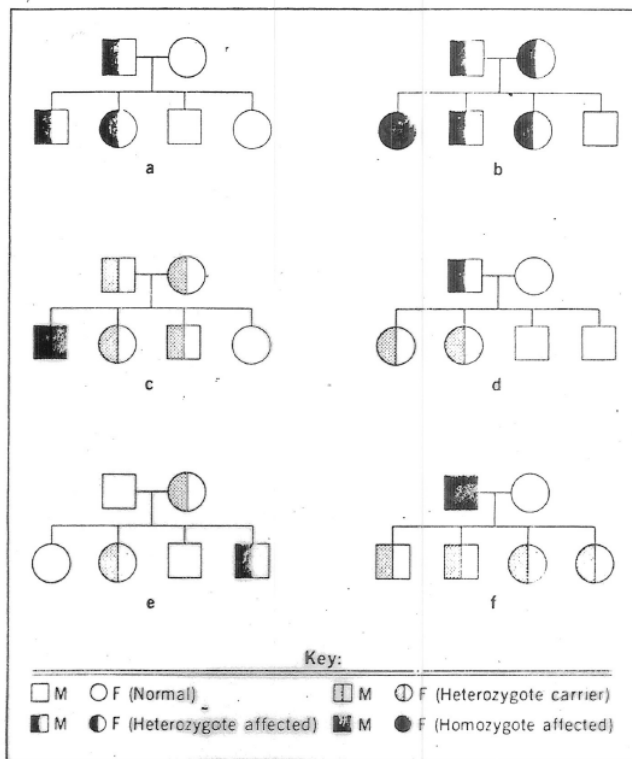 a
b
c
d
e
f
Key:
M F (Normal) M F (Heterozygote carrier)
M F (Heterozygote affected) M F (Homozygote affected)